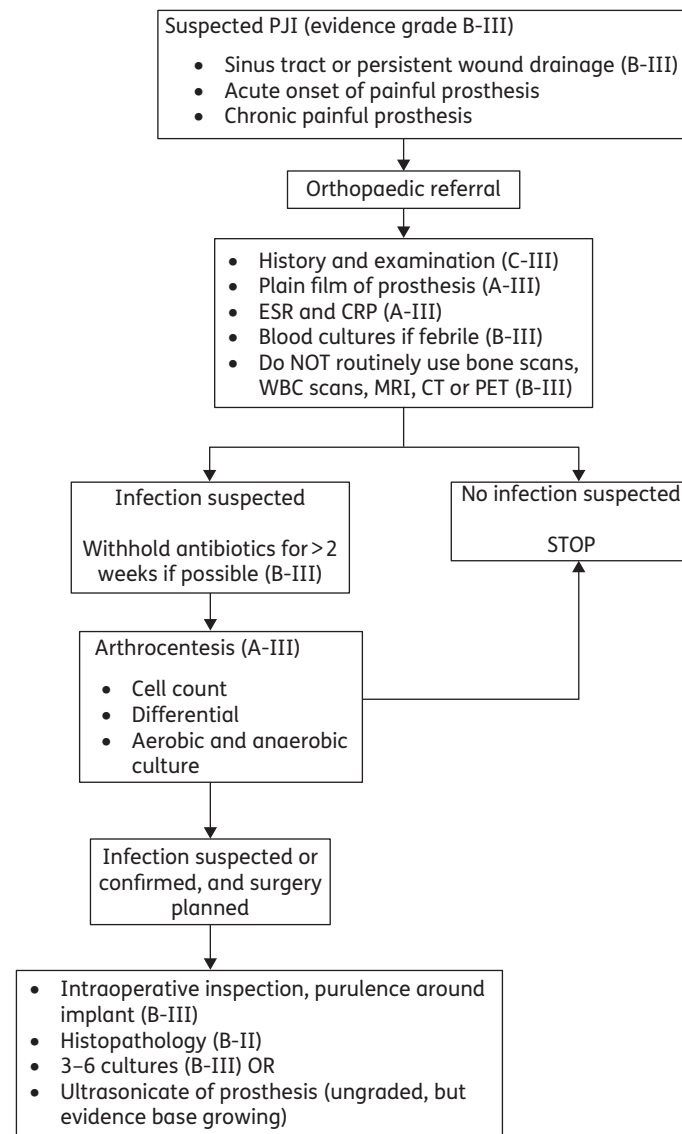 Suspected PJI (evidence grade B-III)
• Sinus tract or persistent wound drainage (B-III)
• Acute onset of painful prosthesis
• Chronic painful prosthesis
Orthopaedic referral
• History and examination (C-III)
• Plain film of prosthesis (A-III)
• ESR and CRP (A-III)
• Blood cultures if febrile (B-III)
• Do NOT routinely use bone scans,
WBC scans, MRI, CT or PET (B-III)
Infection suspected
Withhold antibiotics for >2
weeks if possible (B-III)
No infection suspected
STOP
Arthrocentesis (A-III)
• Cell count
• Differential
• Aerobic and anaerobic
culture
Infection suspected or
confirmed, and surgery
planned
• Intraoperative inspection, purulence around
implant (B-III)
• Histopathology (B-II)
• 3–6 cultures (B-III) OR
• Ultrasonicate of prosthesis (ungraded, but
evidence base growing)